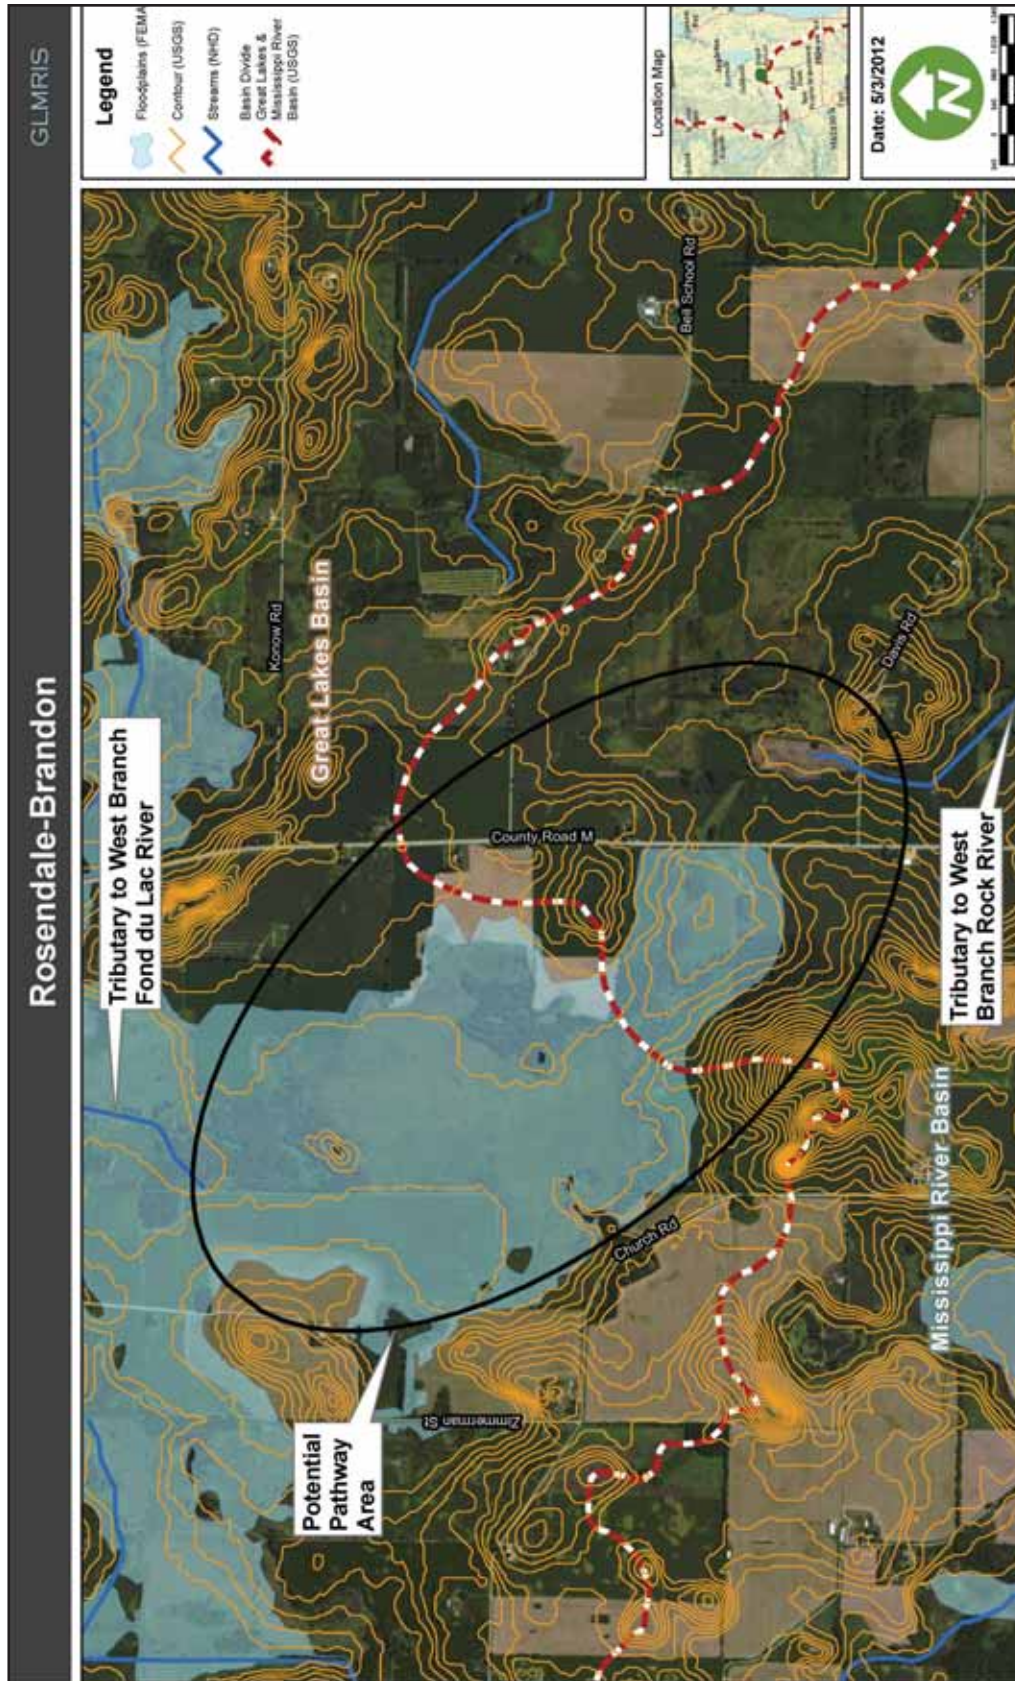 Rosendale-Brandon
GLMRIS
Tributary to West Branch
Fond du Lac River
Konow Rd
Great Lakes Basin
Potential
Pathway
Area
Zimmerman St
Church Rd
County Road M
Bell School Rd
Davis Rd
Mississippi River Basin
Tributary to West
Branch Rock River
Legend
Floodplains (FEMA
Contour (USGS)
Streams (NHD)
Basin Divide
Great Lakes &
Mississippi River
Basin (USGS)
Location Map
Date: 5/3/2012
N